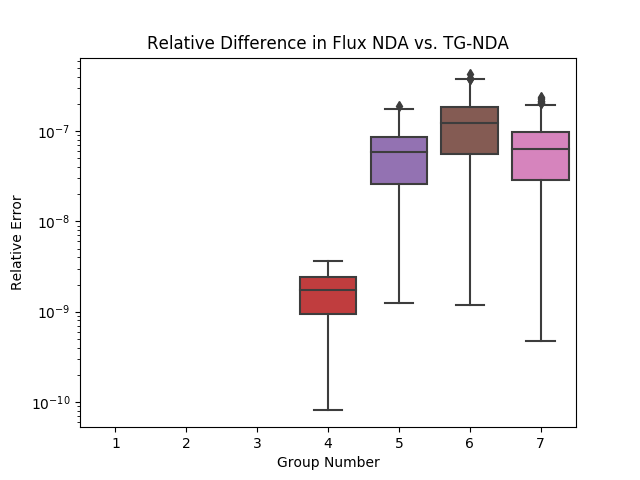 Relative Difference in Flux NDA vs. TG-NDA
Relative Error
10⁻⁷
10⁻⁸
10⁻⁹
10⁻¹⁰
1 2 3 4 5 6 7
Group Number